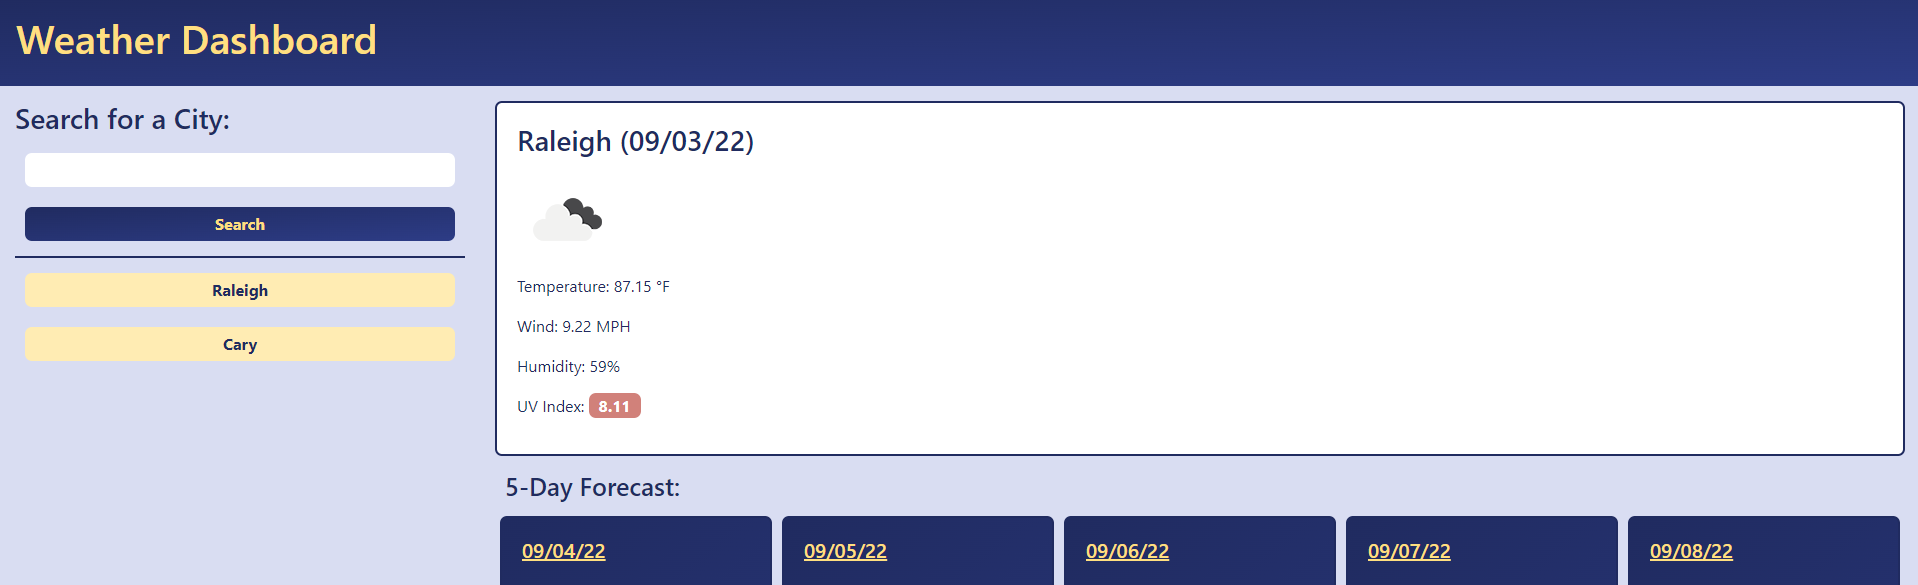 Weather Dashboard
Search for a City:
Search
Raleigh
Cary
Raleigh (09/03/22)
Temperature: 87.15 °F
Wind: 9.22 MPH
Humidity: 59%
UV Index: 8.11
5-Day Forecast:
09/04/22 09/05/22 09/06/22 09/07/22 09/08/22